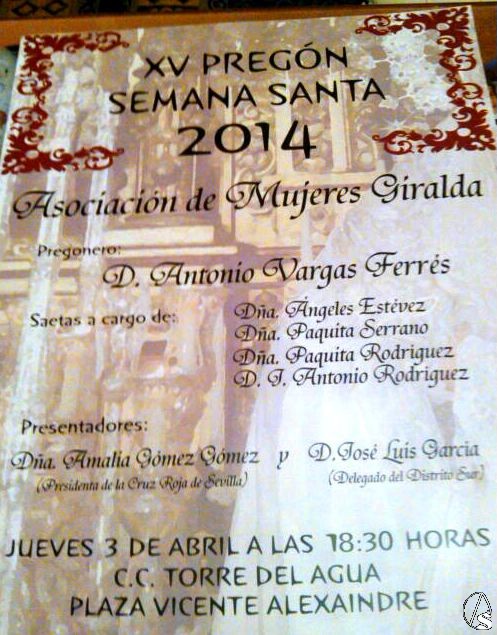 XV PREGÓN
SEMANA SANTA
2014
Asociación de Mujeres Giralda
Pregonero:
D. Antonio Vargas Ferrés
Saetas a cargo de:
Dña. Ángeles Estévez
Dña. Paquita Serrano
Dña. Paquita Rodriguez
D. J. Antonio Rodriguez
Presentadores:
Dña. Amalia Gómez Gómez y D. José Luis Garcia
(Presidenta de la Cruz Roja de Sevilla) (Delegado del Distrito Sur)
JUEVES 3 DE ABRIL A LAS 18:30 HORAS
C.C. TORRE DEL AGUA
PLAZA VICENTE ALEXAINDRE